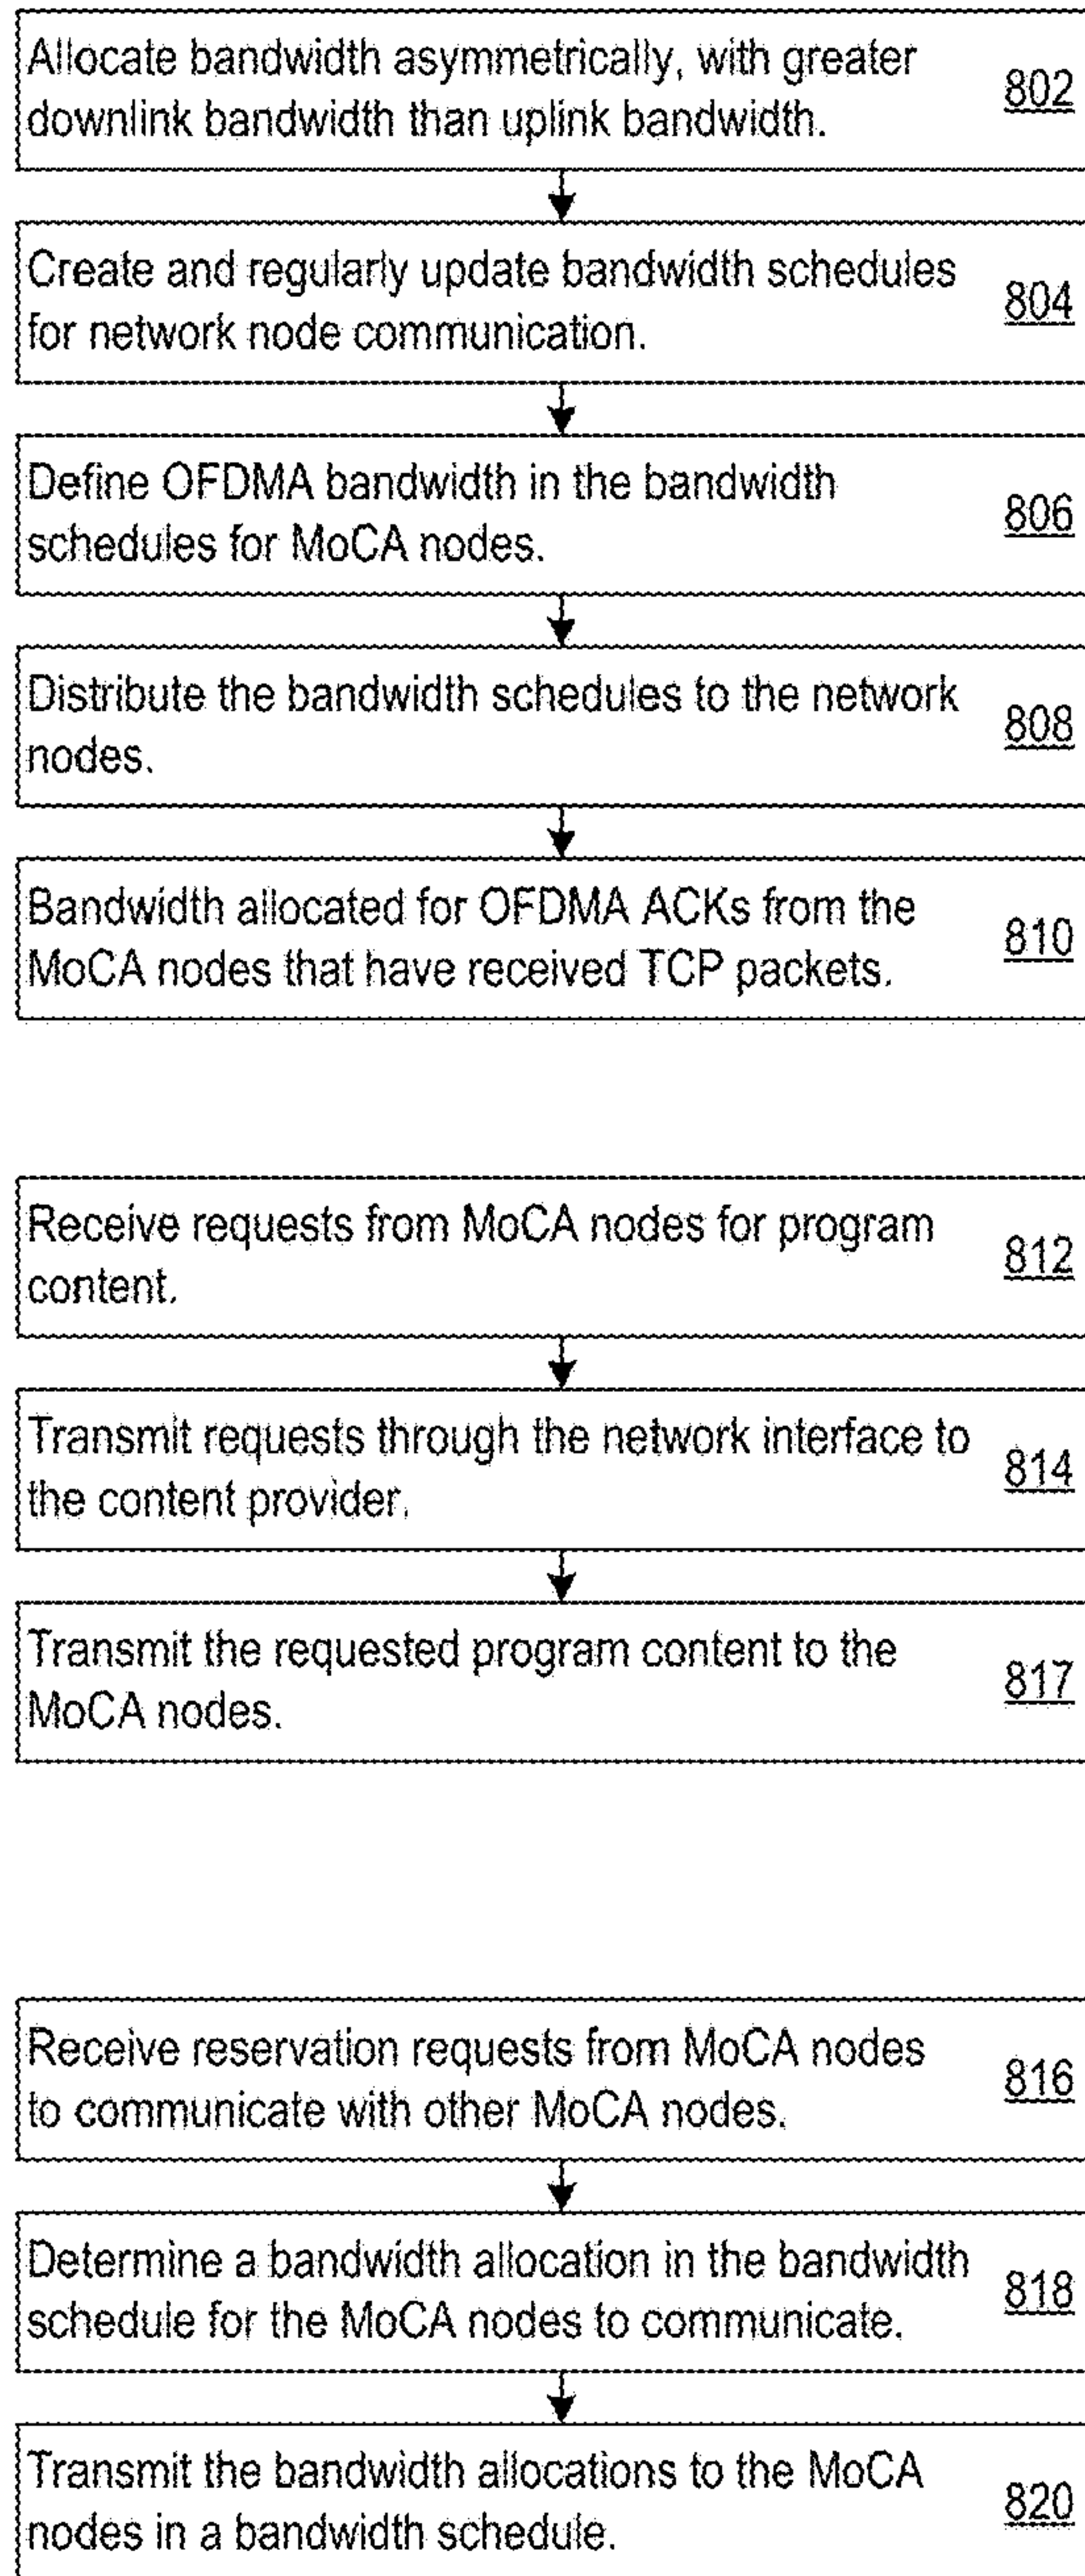 Allocate bandwidth asymmetrically, with greater
downlink bandwidth than uplink bandwidth.
802
Create and regularly update bandwidth schedules
for network node communication.
804
Define OFDMA bandwidth in the bandwidth
schedules for MoCA nodes.
806
Distribute the bandwidth schedules to the network
nodes.
808
Bandwidth allocated for OFDMA ACKs from the
MoCA nodes that have received TCP packets.
810
Receive requests from MoCA nodes for program
content.
812
Transmit requests through the network interface to
the content provider.
814
Transmit the requested program content to the
MoCA nodes.
817
Receive reservation requests from MoCA nodes
to communicate with other MoCA nodes.
816
Determine a bandwidth allocation in the bandwidth
schedule for the MoCA nodes to communicate.
818
Transmit the bandwidth allocations to the MoCA
nodes in a bandwidth schedule.
820